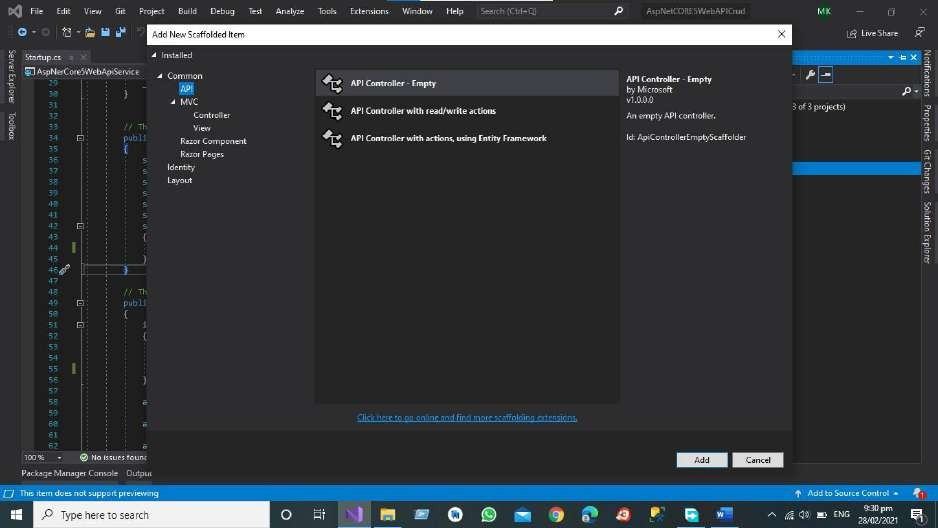 File Edit View Git Project Build Debug Test Analyze Tools Extensions Window Help Search (Ctrl+Q) AspNetCORE5WebAPICrud MK
Live Share
Add New Scaffolded Item
Installed
Common
API
MVC
Controller
View
Razor Component
Razor Pages
Identity
Layout
API Controller - Empty
API Controller with read/write actions
API Controller with actions, using Entity Framework
API Controller - Empty
by Microsoft
v1.0.0.0
An empty API controller.
Id: ApiControllerEmptyScaffolder
Click here to go online and find more scaffolding extensions.
Add Cancel
Server Explorer
Toolbox
Startup.cs
AspNerCore5WebApiService
29
30 }
31
32
33 // Th
34 publi
35 {
36 s
37 s
38 s
39 s
40 s
41 s
42 s
43 {
44
45 }
46 }
47
48 // Th
49 publi
50 {
51 i
52 {
53
54
55
56 }
57
58 a
59
60 a
61
62 a
3 of 3 projects)
Notifications
Properties
Git Changes
Solution Explorer
100 % No issues found
Package Manager Console Outpu
This item does not support previewing
Add to Source Control 1
Type here to search
ENG
9:30 pm
28/02/2021
1